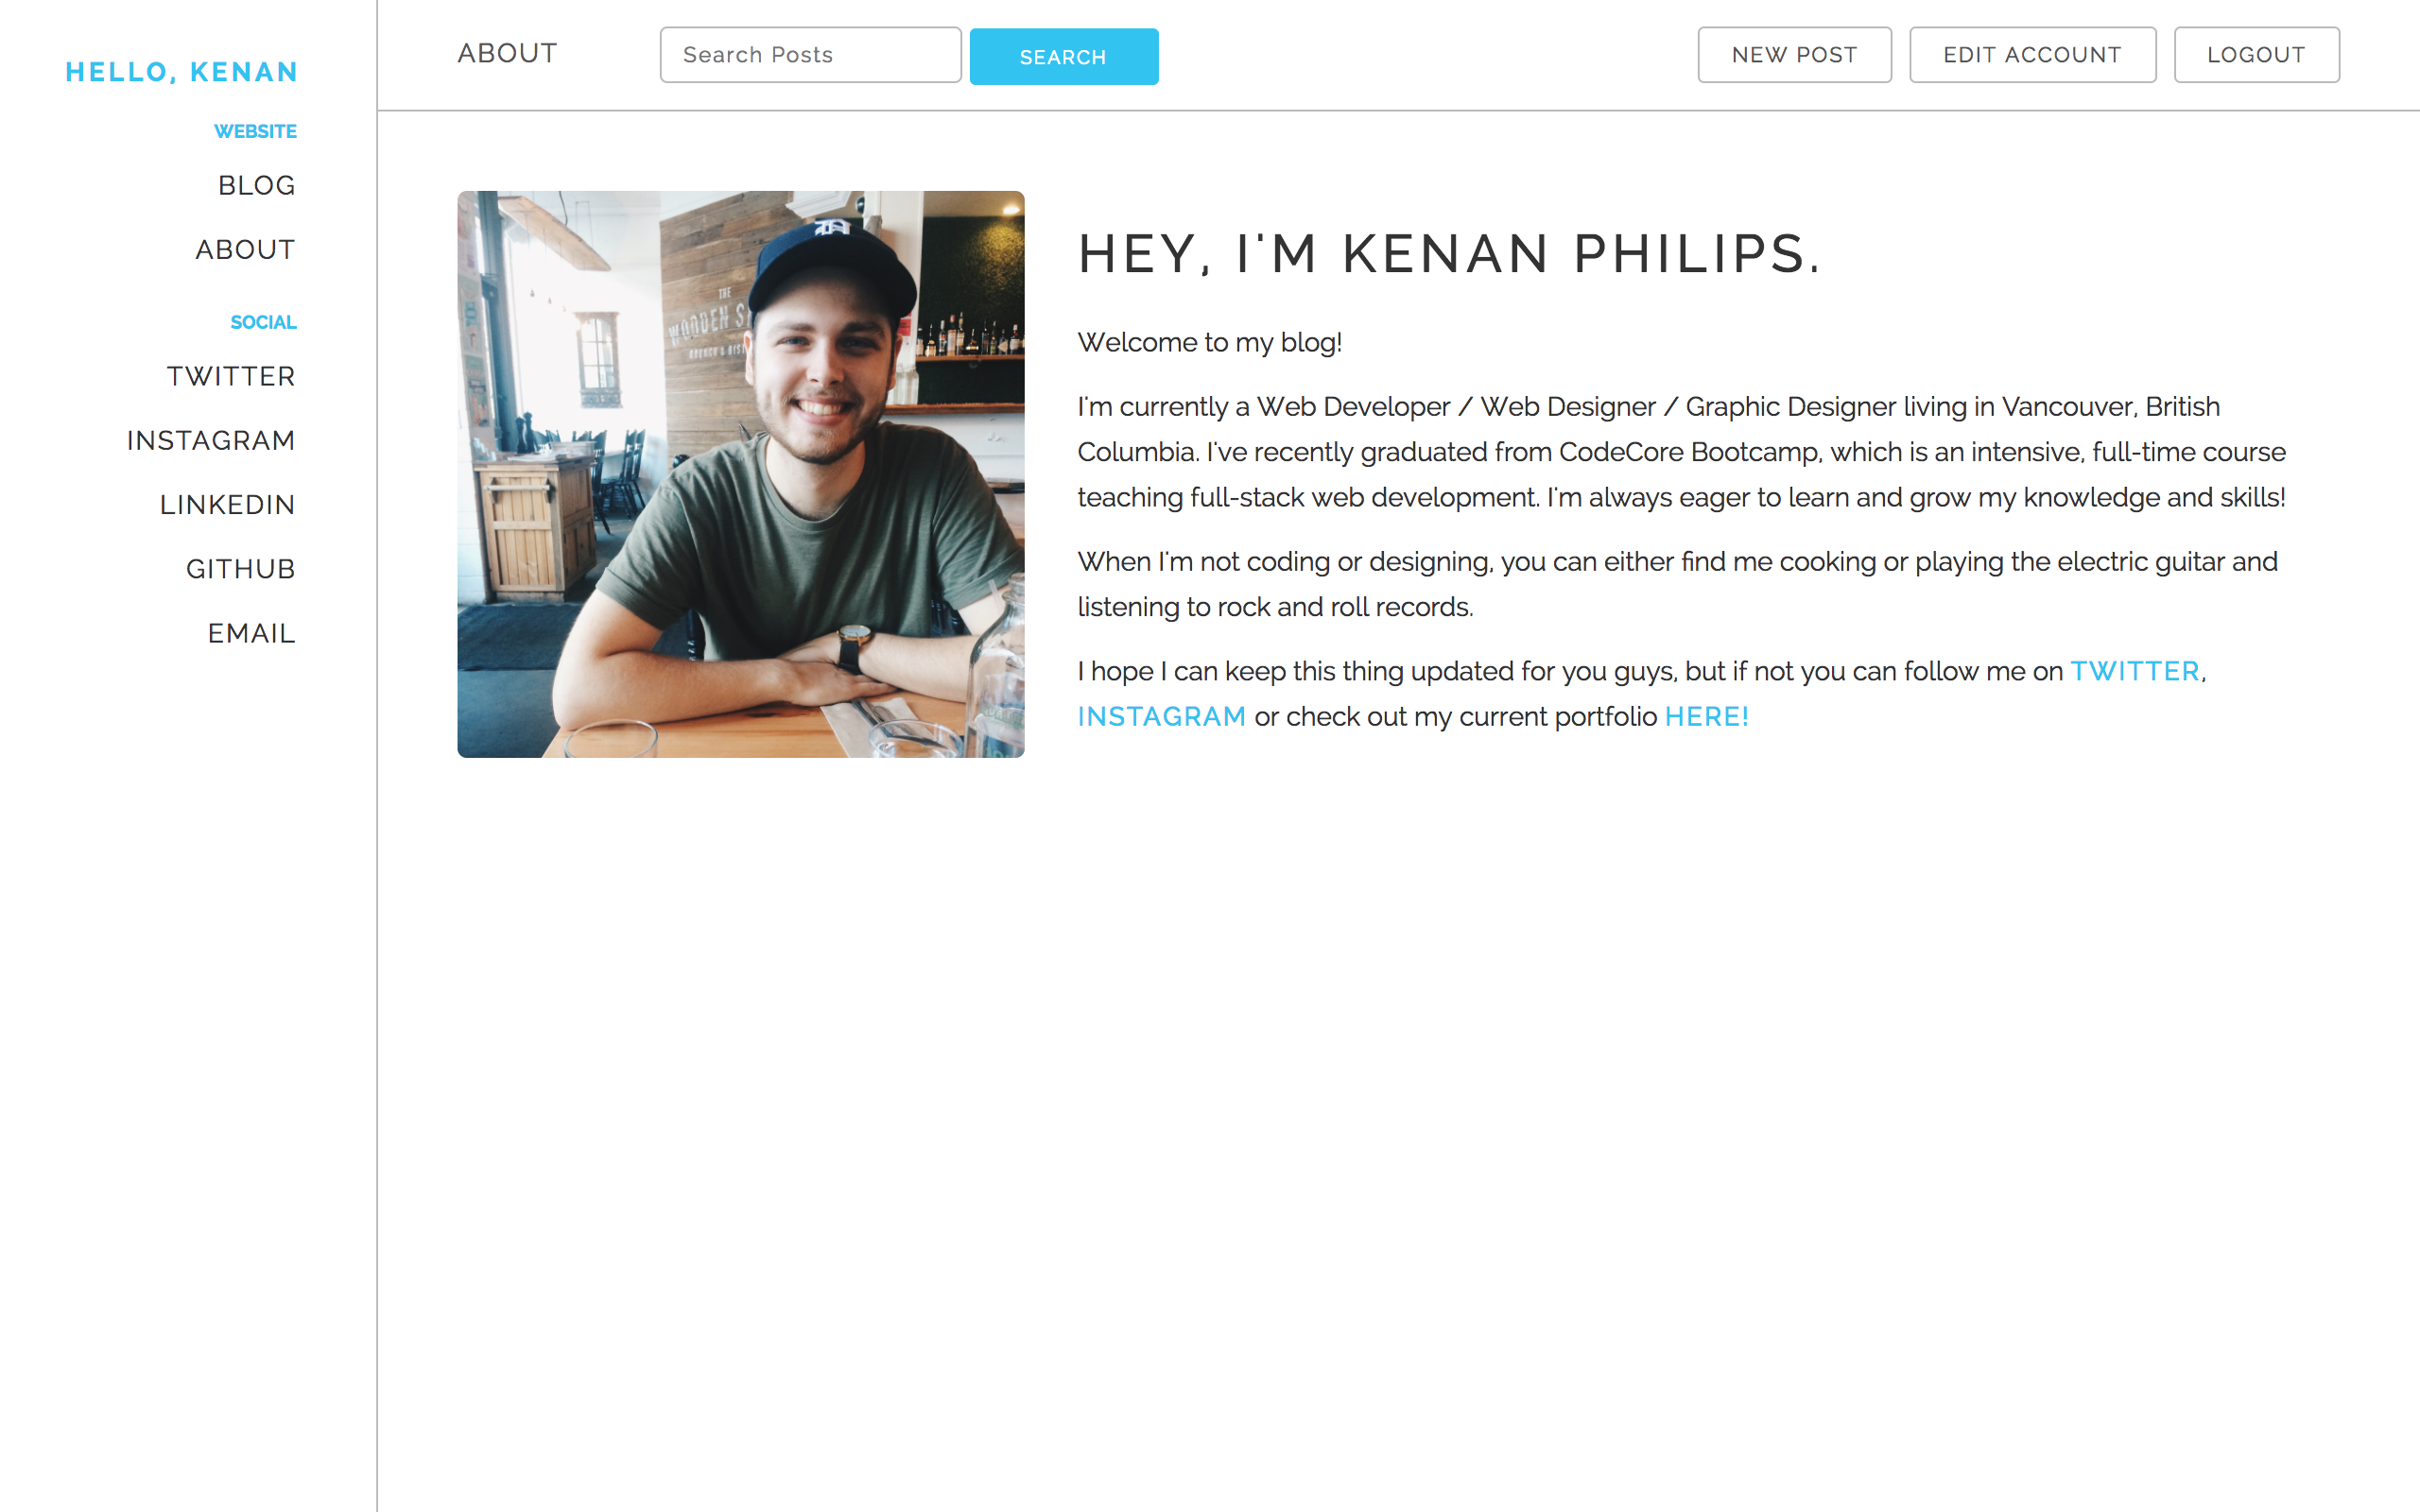 HELLO, KENAN
WEBSITE
BLOG
ABOUT
SOCIAL
TWITTER
INSTAGRAM
LINKEDIN
GITHUB
EMAIL
ABOUT
Search Posts
SEARCH
NEW POST
EDIT ACCOUNT
LOGOUT
THE
WOODEN
HEY, I'M KENAN PHILIPS.
Welcome to my blog!
I'm currently a Web Developer / Web Designer / Graphic Designer living in Vancouver, British
Columbia. I've recently graduated from CodeCore Bootcamp, which is an intensive, full-time course
teaching full-stack web development. I'm always eager to learn and grow my knowledge and skills!
When I'm not coding or designing, you can either find me cooking or playing the electric guitar and
listening to rock and roll records.
I hope I can keep this thing updated for you guys, but if not you can follow me on TWITTER,
INSTAGRAM or check out my current portfolio HERE!